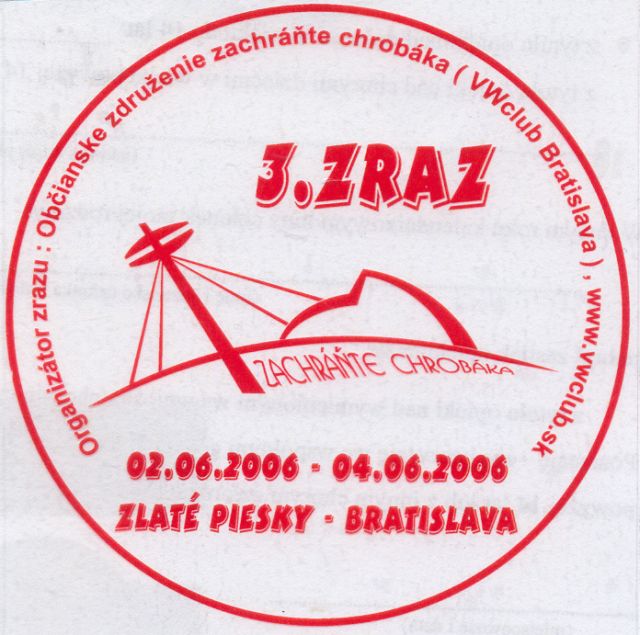 Organizátor zrazu : Občianske združenie zachráňte chrobáka ( VWclub Bratislava ) , www.vwclub.sk
3.ZRAZ
ZACHRÁŇTE CHROBÁKA
02.06.2006 - 04.06.2006
ZLATÉ PIESKY - BRATISLAVA